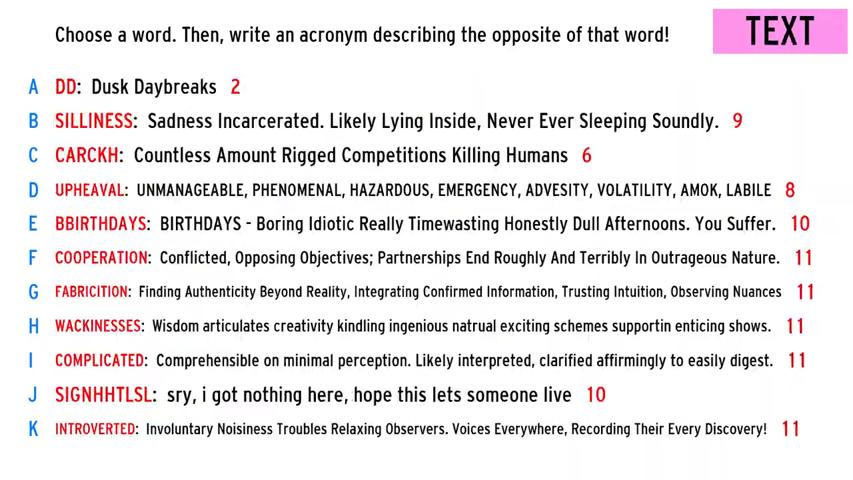 Choose a word. Then, write an acronym describing the opposite of that word!
TEXT
A DD: Dusk Daybreaks 2
B SILLINESS: Sadness Incarcerated. Likely Lying Inside, Never Ever Sleeping Soundly. 9
C CARCKH: Countless Amount Rigged Competitions Killing Humans 6
D UPHEAVAL: UNMANAGEABLE, PHENOMENAL, HAZARDOUS, EMERGENCY, ADVESITY, VOLATILITY, AMOK, LABILE 8
E BBIRTHDAYS: BIRTHDAYS - Boring Idiotic Really Timewasting Honestly Dull Afternoons. You Suffer. 10
F COOPERATION: Conflicted, Opposing Objectives; Partnerships End Roughly And Terribly In Outrageous Nature. 11
G FABRICITION: Finding Authenticity Beyond Reality, Integrating Confirmed Information, Trusting Intuition, Observing Nuances 11
H WACKINESSES: Wisdom articulates creativity kindling ingenious natrual exciting schemes supportin enticing shows. 11
I COMPLICATED: Comprehensible on minimal perception. Likely interpreted, clarified affirmingly to easily digest. 11
J SIGNHHTLSL: sry, i got nothing here, hope this lets someone live 10
K INTROVERTED: Involuntary Noisiness Troubles Relaxing Observers. Voices Everywhere, Recording Their Every Discovery! 11